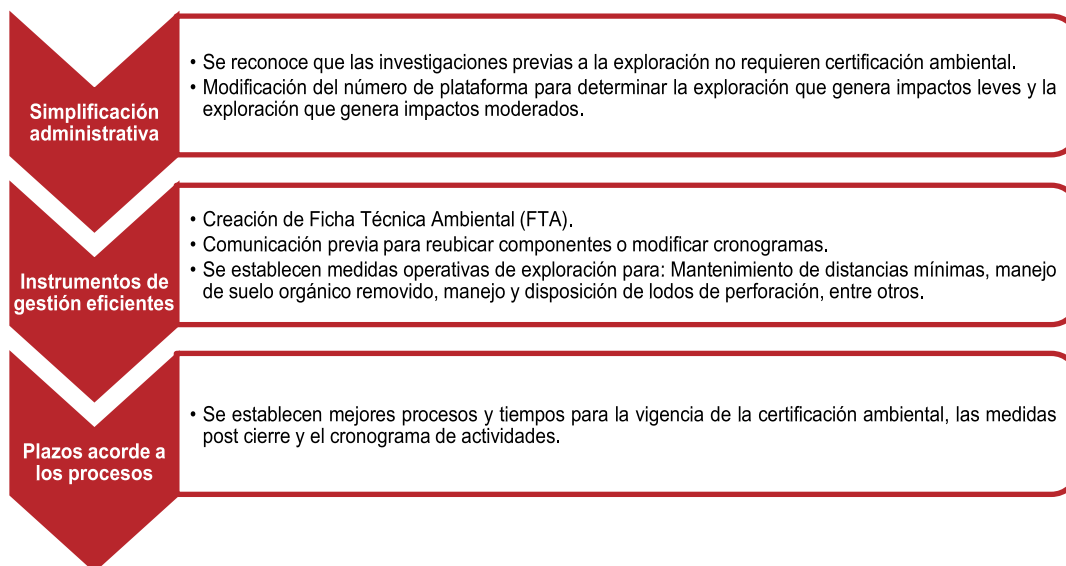 Simplificación
administrativa
• Se reconoce que las investigaciones previas a la exploración no requieren certificación ambiental.
• Modificación del número de plataforma para determinar la exploración que genera impactos leves y la
exploración que genera impactos moderados.
Instrumentos de
gestión eficientes
• Creación de Ficha Técnica Ambiental (FTA).
• Comunicación previa para reubicar componentes o modificar cronogramas.
• Se establecen medidas operativas de exploración para: Mantenimiento de distancias mínimas, manejo
de suelo orgánico removido, manejo y disposición de lodos de perforación, entre otros.
Plazos acorde a
los procesos
• Se establecen mejores procesos y tiempos para la vigencia de la certificación ambiental, las medidas
post cierre y el cronograma de actividades.